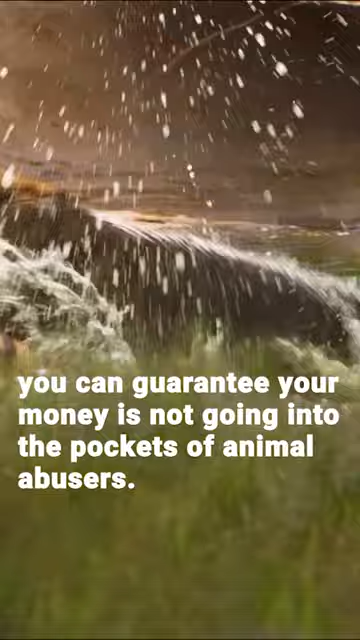 you can guarantee your
money is not going into
the pockets of animal
abusers.